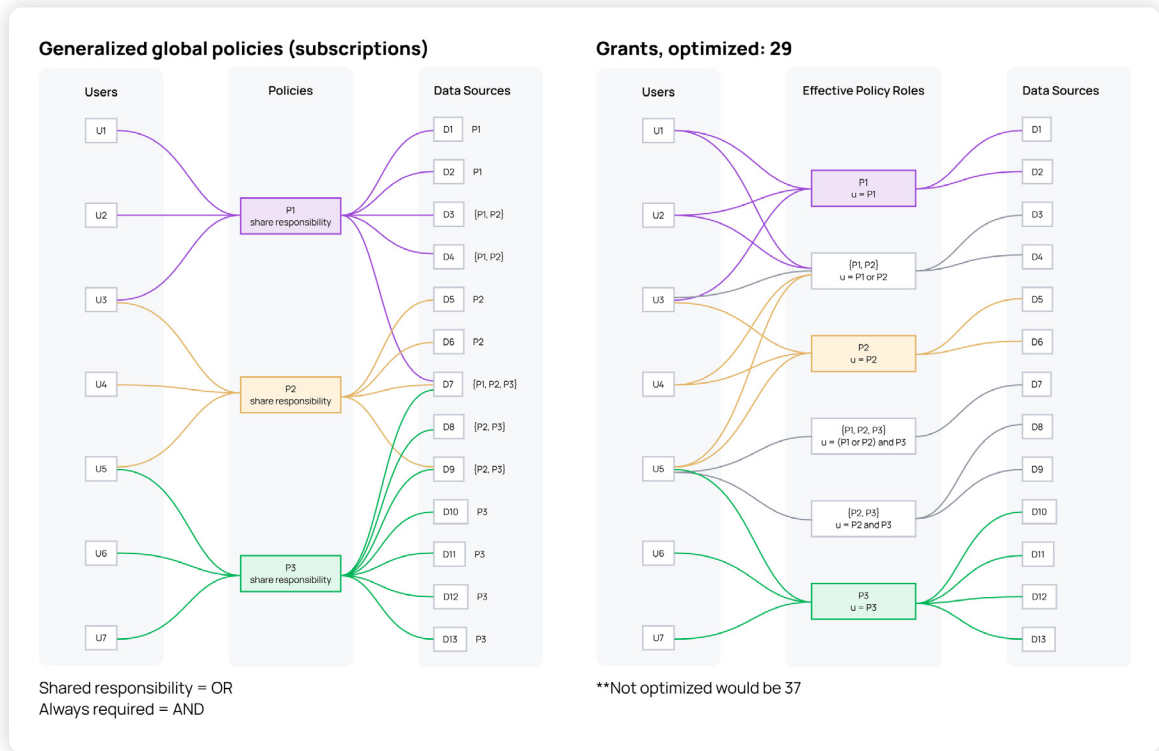 Generalized global policies (subscriptions)
Users
Policies
Data Sources
U1
U2
U3
U4
U5
U6
U7
P1
share responsibility
P2
share responsibility
P3
share responsibility
D1 P1
D2 P1
D3 {P1, P2}
D4 {P1, P2}
D5 P2
D6 P2
D7 {P1, P2, P3}
D8 {P2, P3}
D9 {P2, P3}
D10 P3
D11 P3
D12 P3
D13 P3
Shared responsibility = OR
Always required = AND
Grants, optimized: 29
Users
Effective Policy Roles
Data Sources
U1
U2
U3
U4
U5
U6
U7
P1
u = P1
{P1, P2}
u = P1 or P2
P2
u = P2
{P1, P2, P3}
u = (P1 or P2) and P3
{P2, P3}
u = P2 and P3
P3
u = P3
D1
D2
D3
D4
D5
D6
D7
D8
D9
D10
D11
D12
D13
**Not optimized would be 37